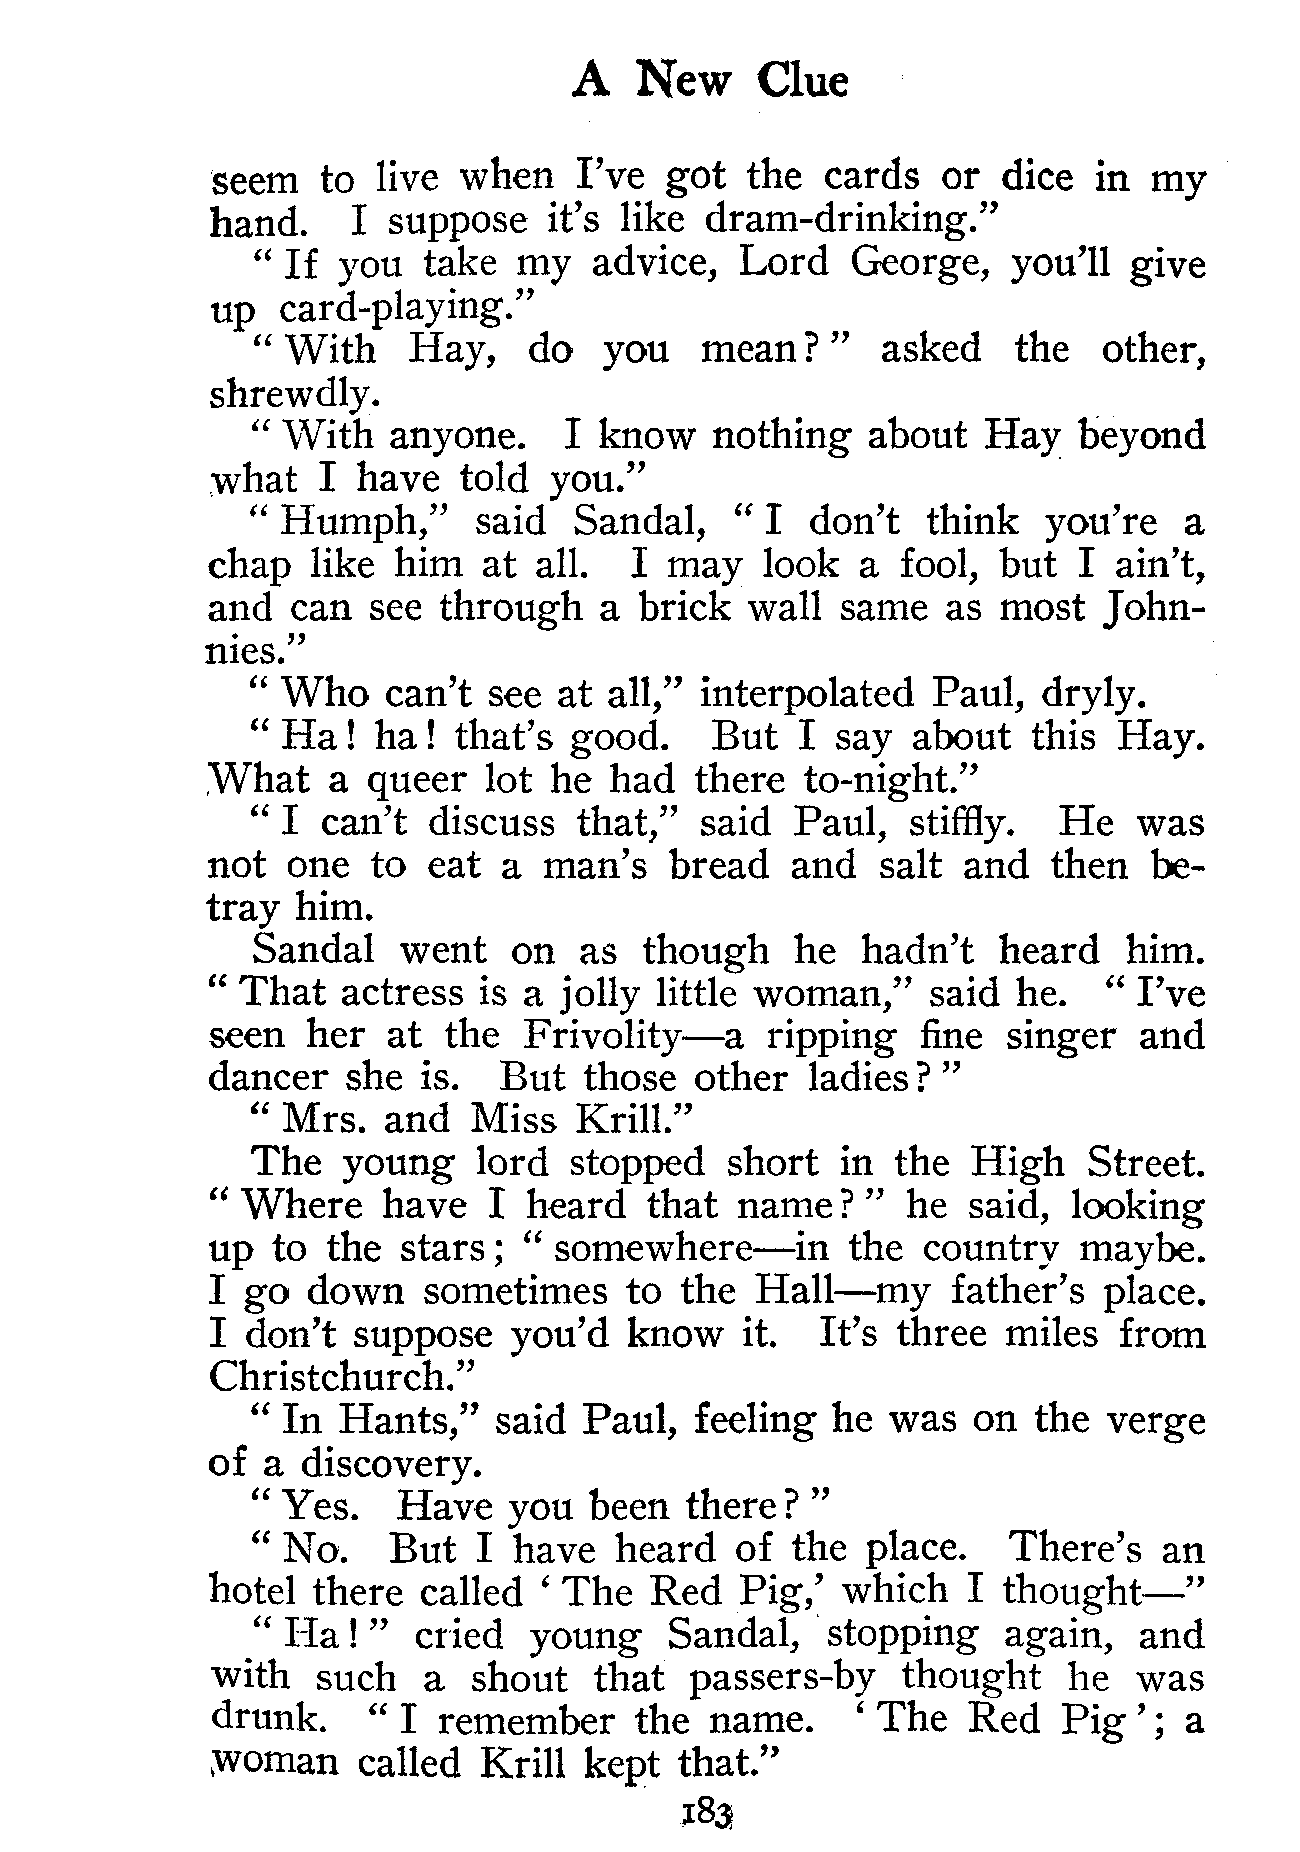 A New Clue
seem to live when I've got the cards or dice in my
hand. I suppose it's like dram-drinking."
"If you take my advice, Lord George, you'll give
up card-playing."
"With Hay, do you mean?" asked the other,
shrewdly.
"With anyone. I know nothing about Hay beyond
what I have told you."
"Humph," said Sandal, "I don't think you're a
chap like him at all. I may look a fool, but I ain't,
and can see through a brick wall same as most John-
nies."
"Who can't see at all," interpolated Paul, dryly.
"Ha! ha! that's good. But I say about this Hay.
What a queer lot he had there to-night."
"I can't discuss that," said Paul, stiffly. He was
not one to eat a man's bread and salt and then be-
tray him.
Sandal went on as though he hadn't heard him.
"That actress is a jolly little woman," said he. "I've
seen her at the Frivolity—a ripping fine singer and
dancer she is. But those other ladies?"
"Mrs. and Miss Krill."
The young lord stopped short in the High Street.
"Where have I heard that name?" he said, looking
up to the stars; "somewhere—in the country maybe.
I go down sometimes to the Hall—my father's place.
I don't suppose you'd know it. It's three miles from
Christchurch."
"In Hants," said Paul, feeling he was on the verge
of a discovery.
"Yes. Have you been there?"
"No. But I have heard of the place. There's an
hotel there called 'The Red Pig,' which I thought—"
"Ha!" cried young Sandal, stopping again, and
with such a shout that passers-by thought he was
drunk. "I remember the name. 'The Red Pig'; a
woman called Krill kept that."
183